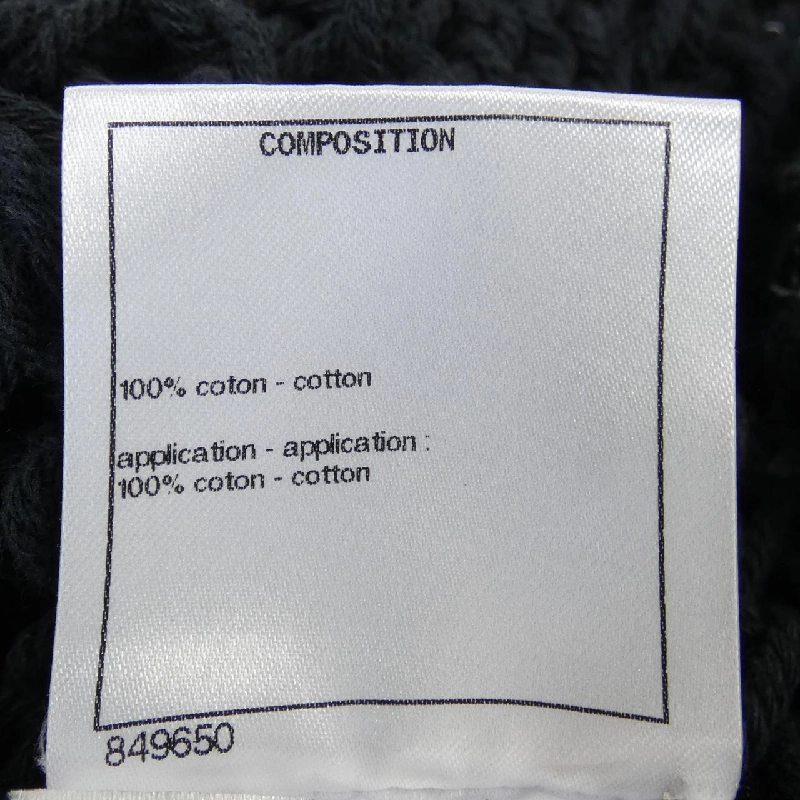 COMPOSITION
100% coton - cotton
application - application :
100% coton - cotton
849650